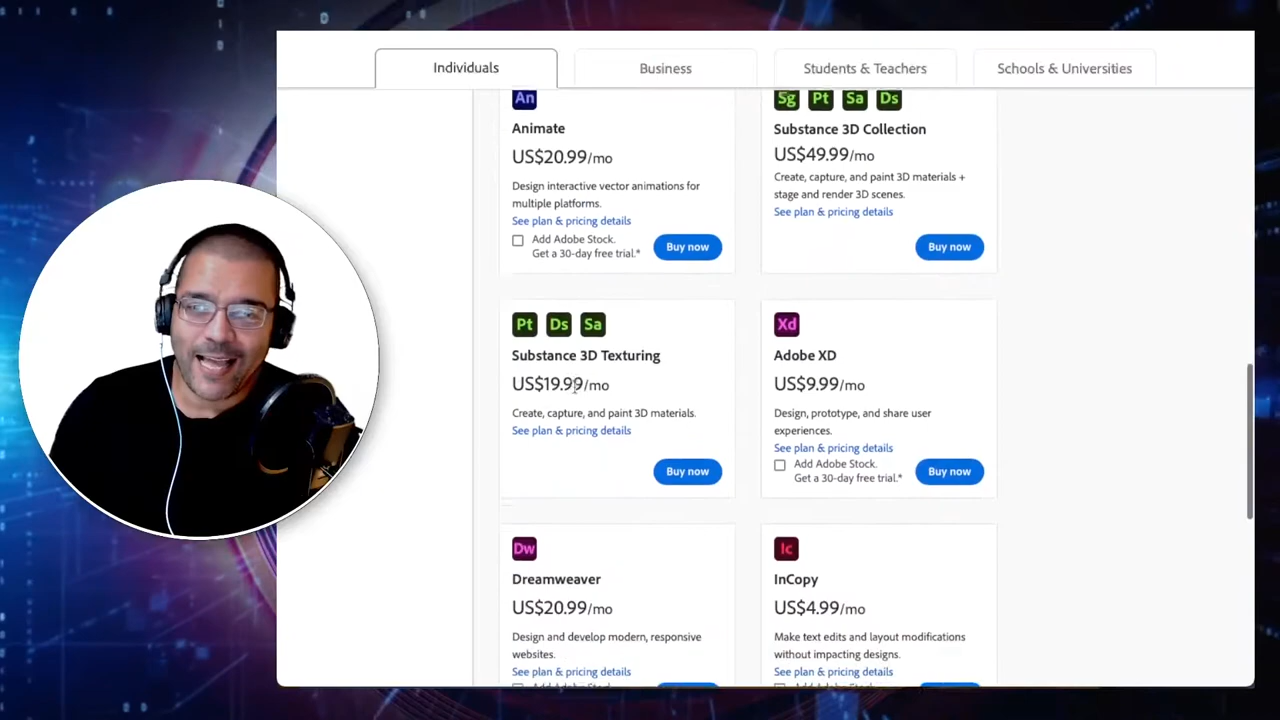 Individuals
Business
Students & Teachers
Schools & Universities
An
Animate
US$20.99/mo
Design interactive vector animations for
multiple platforms.
See plan & pricing details
Add Adobe Stock.
Get a 30-day free trial.*
Buy now
Sg Pt Sa Ds
Substance 3D Collection
US$49.99/mo
Create, capture, and paint 3D materials +
stage and render 3D scenes.
See plan & pricing details
Buy now
Pt Ds Sa
Substance 3D Texturing
US$19.99/mo
Create, capture, and paint 3D materials.
See plan & pricing details
Buy now
Xd
Adobe XD
US$9.99/mo
Design, prototype, and share user
experiences.
See plan & pricing details
Add Adobe Stock.
Get a 30-day free trial.*
Buy now
Dw
Dreamweaver
US$20.99/mo
Design and develop modern, responsive
websites.
See plan & pricing details
Add Adobe Stock.
Ic
InCopy
US$4.99/mo
Make text edits and layout modifications
without impacting designs.
See plan & pricing details
Add Adobe Stock.